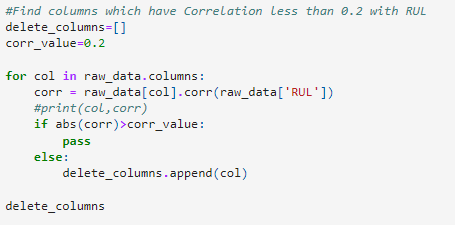 #Find columns which have Correlation less than 0.2 with RUL
delete_columns=[]
corr_value=0.2
for col in raw_data.columns:
    corr = raw_data[col].corr(raw_data['RUL'])
    #print(col,corr)
    if abs(corr)>corr_value:
        pass
    else:
        delete_columns.append(col)
delete_columns